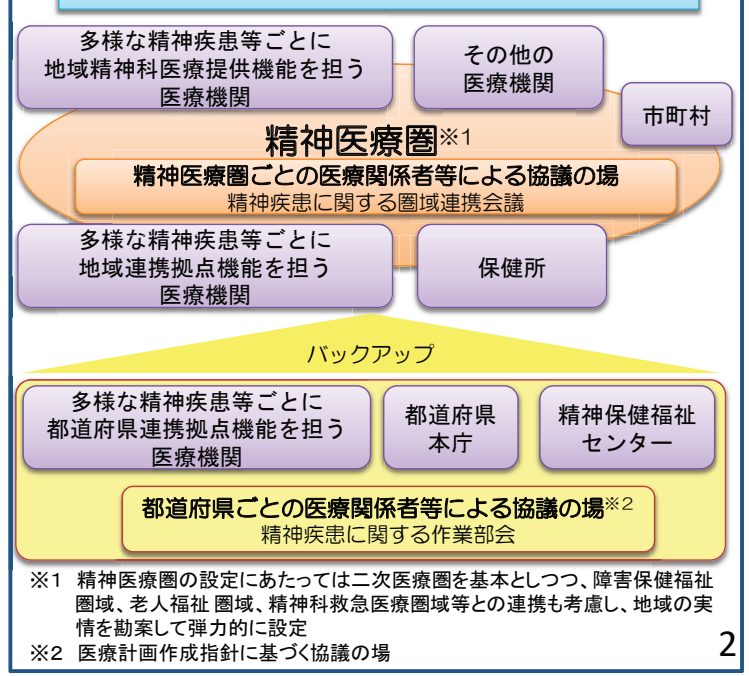 多様な精神疾患等ごとに
地域精神科医療提供機能を担う
医療機関
その他の
医療機関
市町村
精神医療圏※1
精神医療圏ごとの医療関係者等による協議の場
精神疾患に関する圏域連携会議
多様な精神疾患等ごとに
地域連携拠点機能を担う
医療機関
保健所
バックアップ
多様な精神疾患等ごとに
都道府県連携拠点機能を担う
医療機関
都道府県
本庁
精神保健福祉
センター
都道府県ごとの医療関係者等による協議の場※2
精神疾患に関する作業部会
※1 精神医療圏の設定にあたっては二次医療圏を基本としつつ、障害保健福祉
圏域、老人福祉 圏域、精神科救急医療圏域等との連携も考慮し、地域の実
情を勘案して弾力的に設定
※2 医療計画作成指針に基づく協議の場
2